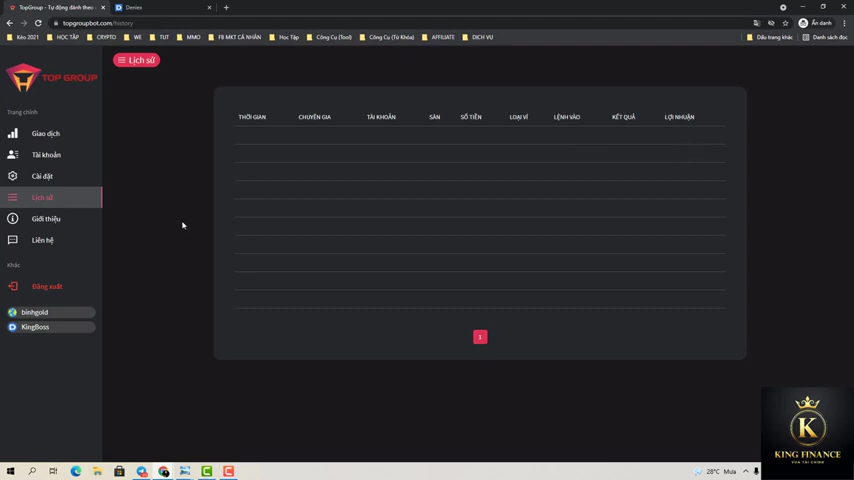 TopGroup - Tự động đánh theo c
Deniex
topgroupbot.com/history
Ẩn danh
Kèo 2021
HỌC TẬP
CRYPTO
WE
TUT
MMO
FB MKT CÁ NHÂN
Học Tập
Công Cụ (Tool)
Công Cụ (Từ Khóa)
AFFILIATE
DỊCH VỤ
Dấu trang khác
Danh sách đọc
TOP GROUP
Lịch sử
Trang chính
Giao dịch
Tài khoản
Cài đặt
Lịch sử
Giới thiệu
Liên hệ
Khác
Đăng xuất
binhgold
KingBoss
THỜI GIAN
CHUYÊN GIA
TÀI KHOẢN
SÀN
SỐ TIỀN
LOẠI VÍ
LỆNH VÀO
KẾT QUẢ
LỢI NHUẬN
1
K
KING FINANCE
VUA TÀI CHÍNH
28°C Mưa